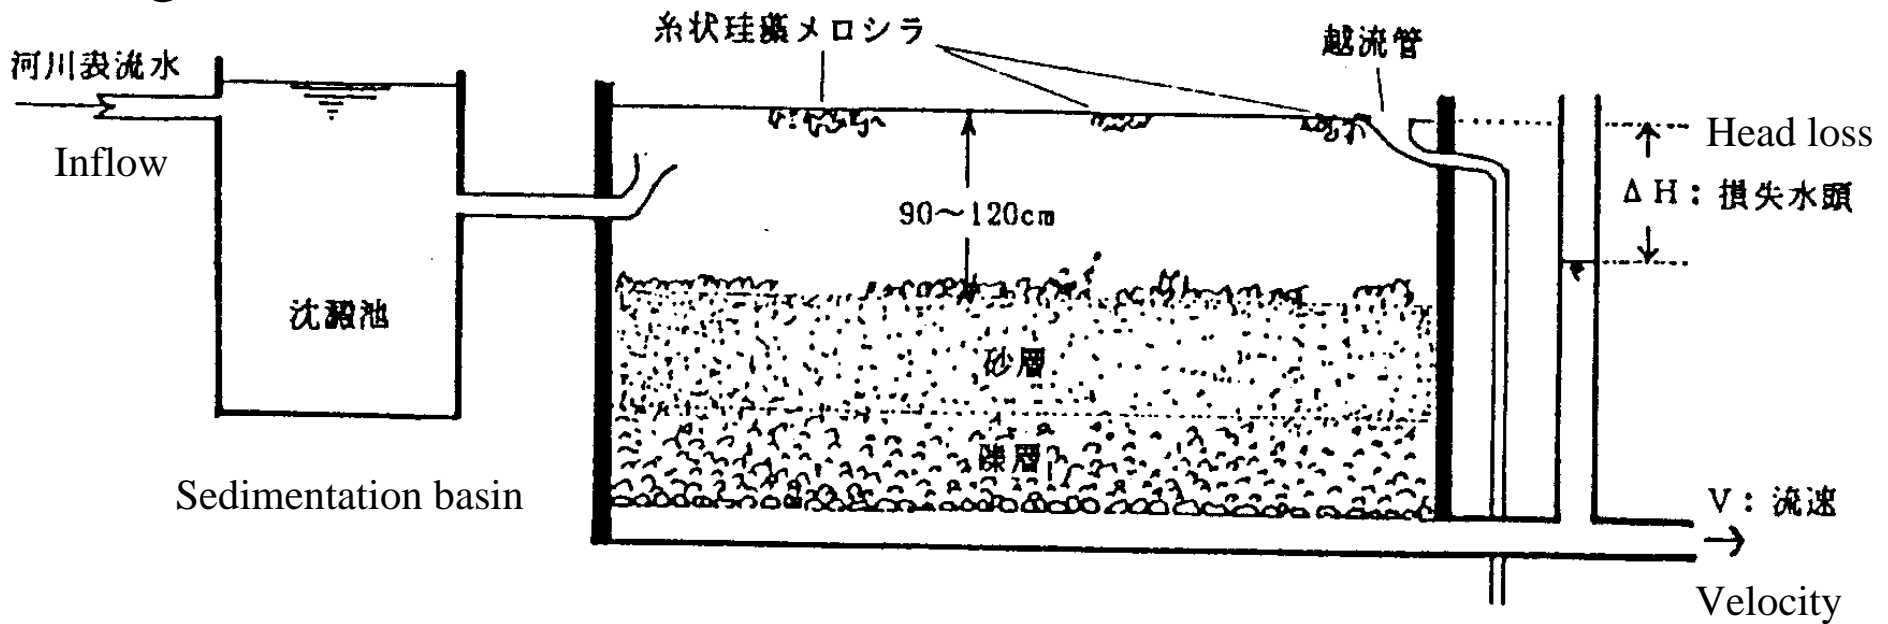 糸状珪藻メロシラ
越流管
河川表流水
Inflow
Head loss
ΔH：損失水頭
90～120cm
沈澱池
砂層
礫層
Sedimentation basin
V：流速
Velocity